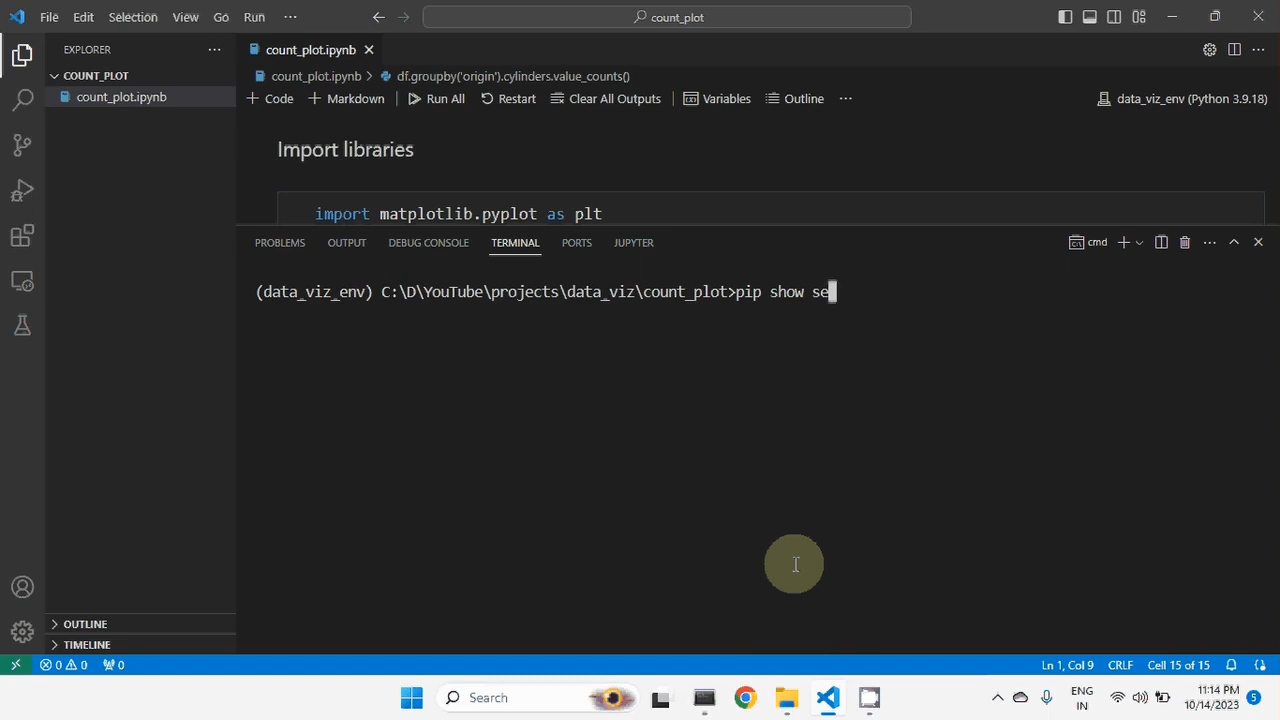 File Edit Selection View Go Run ··· count_plot
EXPLORER ··· count_plot.ipynb
COUNT_PLOT count_plot.ipynb > df.groupby('origin').cylinders.value_counts()
count_plot.ipynb + Code + Markdown Run All Restart Clear All Outputs Variables Outline ··· data_viz_env (Python 3.9.18)
Import libraries
import matplotlib.pyplot as plt
PROBLEMS OUTPUT DEBUG CONSOLE TERMINAL PORTS JUPYTER cmd
(data_viz_env) C:\D\YouTube\projects\data_viz\count_plot>pip show se
OUTLINE
TIMELINE
0 0 0 Ln 1, Col 9 CRLF Cell 15 of 15
Search ENG 11:14 PM
IN 10/14/2023 5